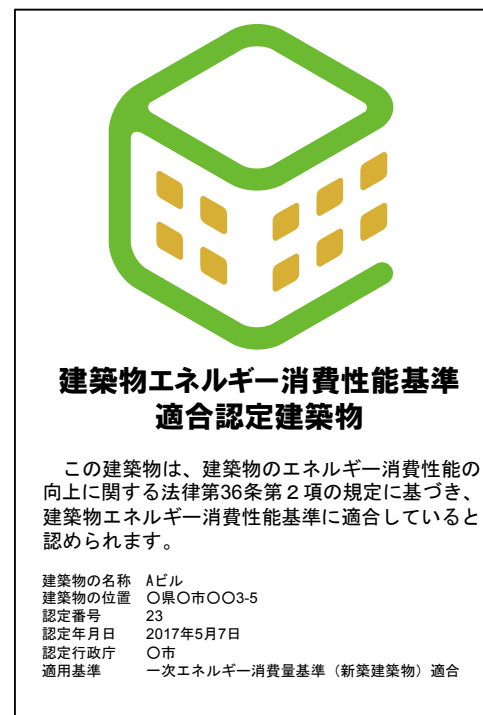 建築物エネルギー消費性能基準
適合認定建築物
この建築物は、建築物のエネルギー消費性能の
向上に関する法律第36条第２項の規定に基づき、
建築物エネルギー消費性能基準に適合していると
認められます。
建築物の名称 Aビル
建築物の位置 〇県〇市〇〇3-5
認定番号 23
認定年月日 2017年5月7日
認定行政庁 〇市
適用基準 一次エネルギー消費量基準（新築建築物）適合